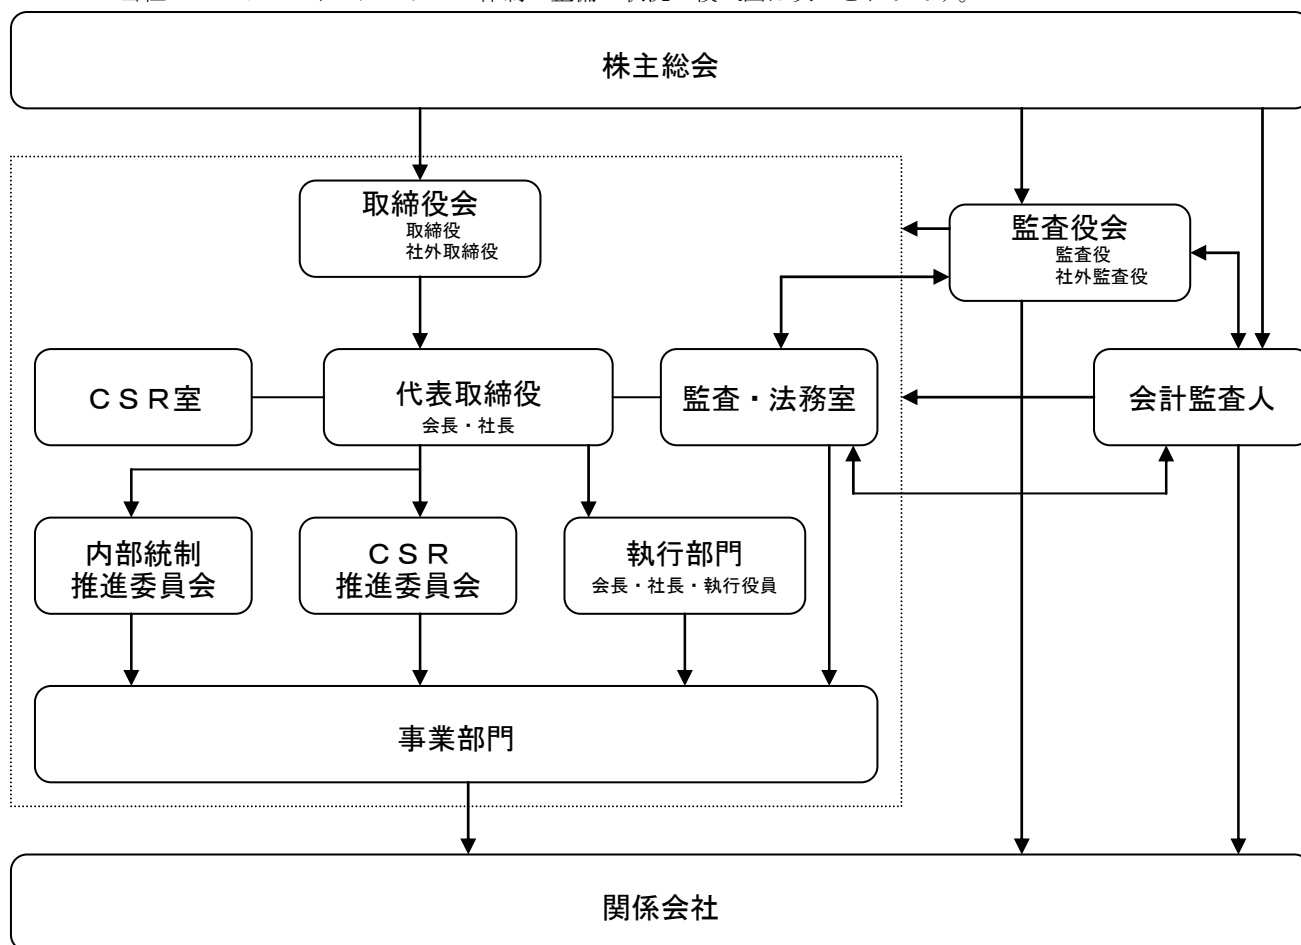 株主総会
取締役会
取締役
社外取締役
監査役会
監査役
社外監査役
ＣＳＲ室
代表取締役
会長・社長
監査・法務室
会計監査人
内部統制
推進委員会
ＣＳＲ
推進委員会
執行部門
会長・社長・執行役員
事業部門
関係会社